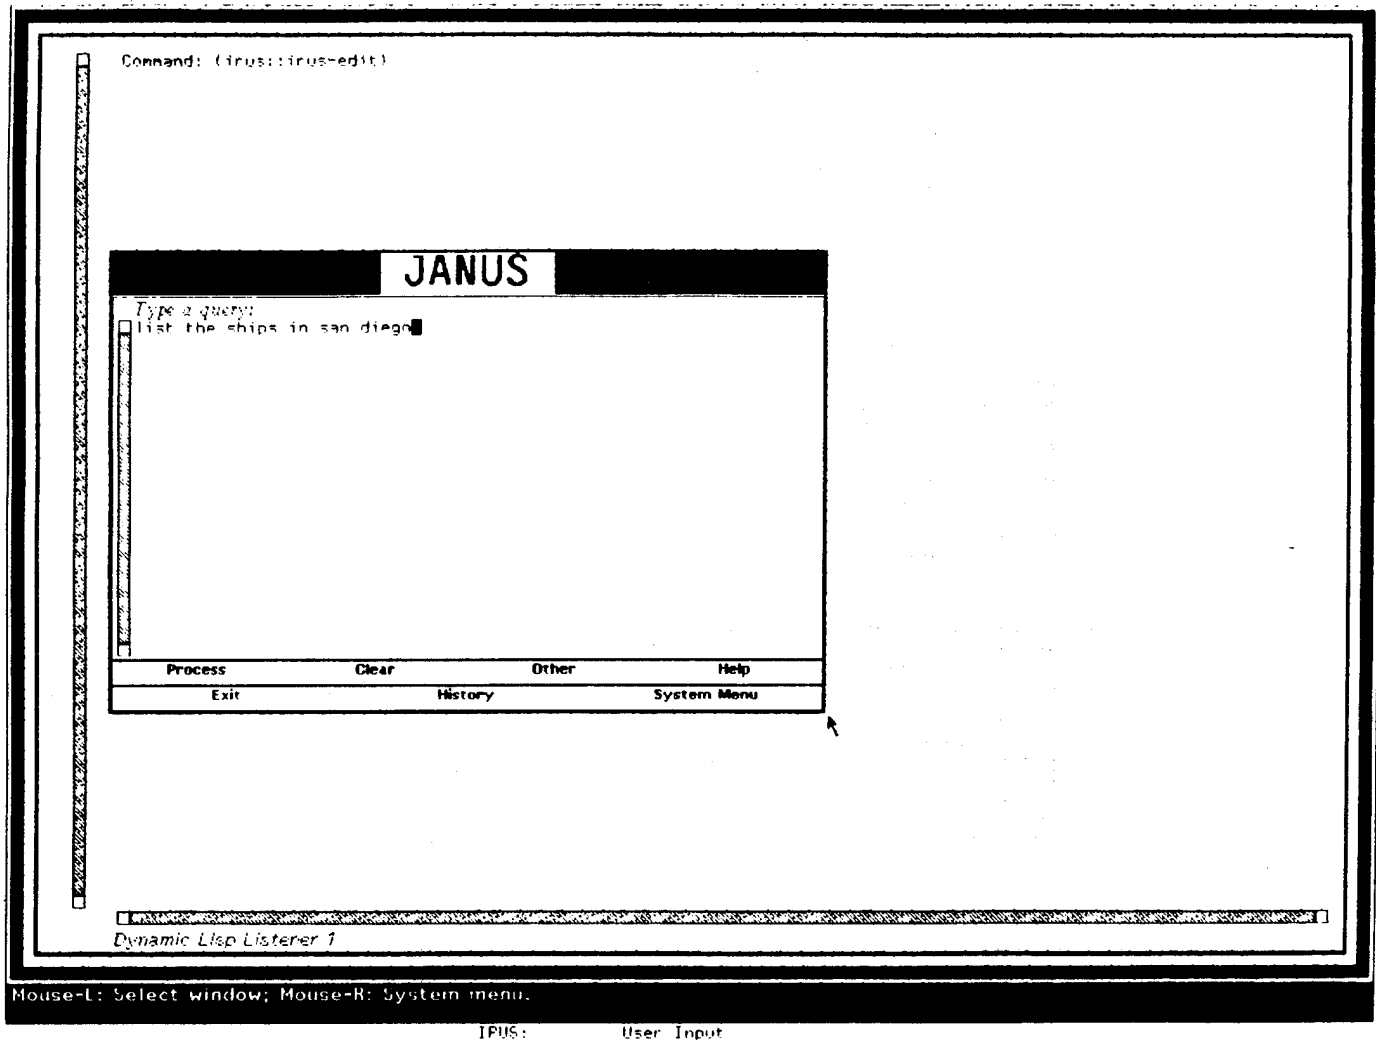 Command: (irus::irus-edit)
JANUS
Type a query:
list the ships in san diego
Process Clear Other Help
Exit History System Menu
Dynamic Lisp Listener 1
Mouse-L: Select window; Mouse-R: System menu.
IRUS: User Input